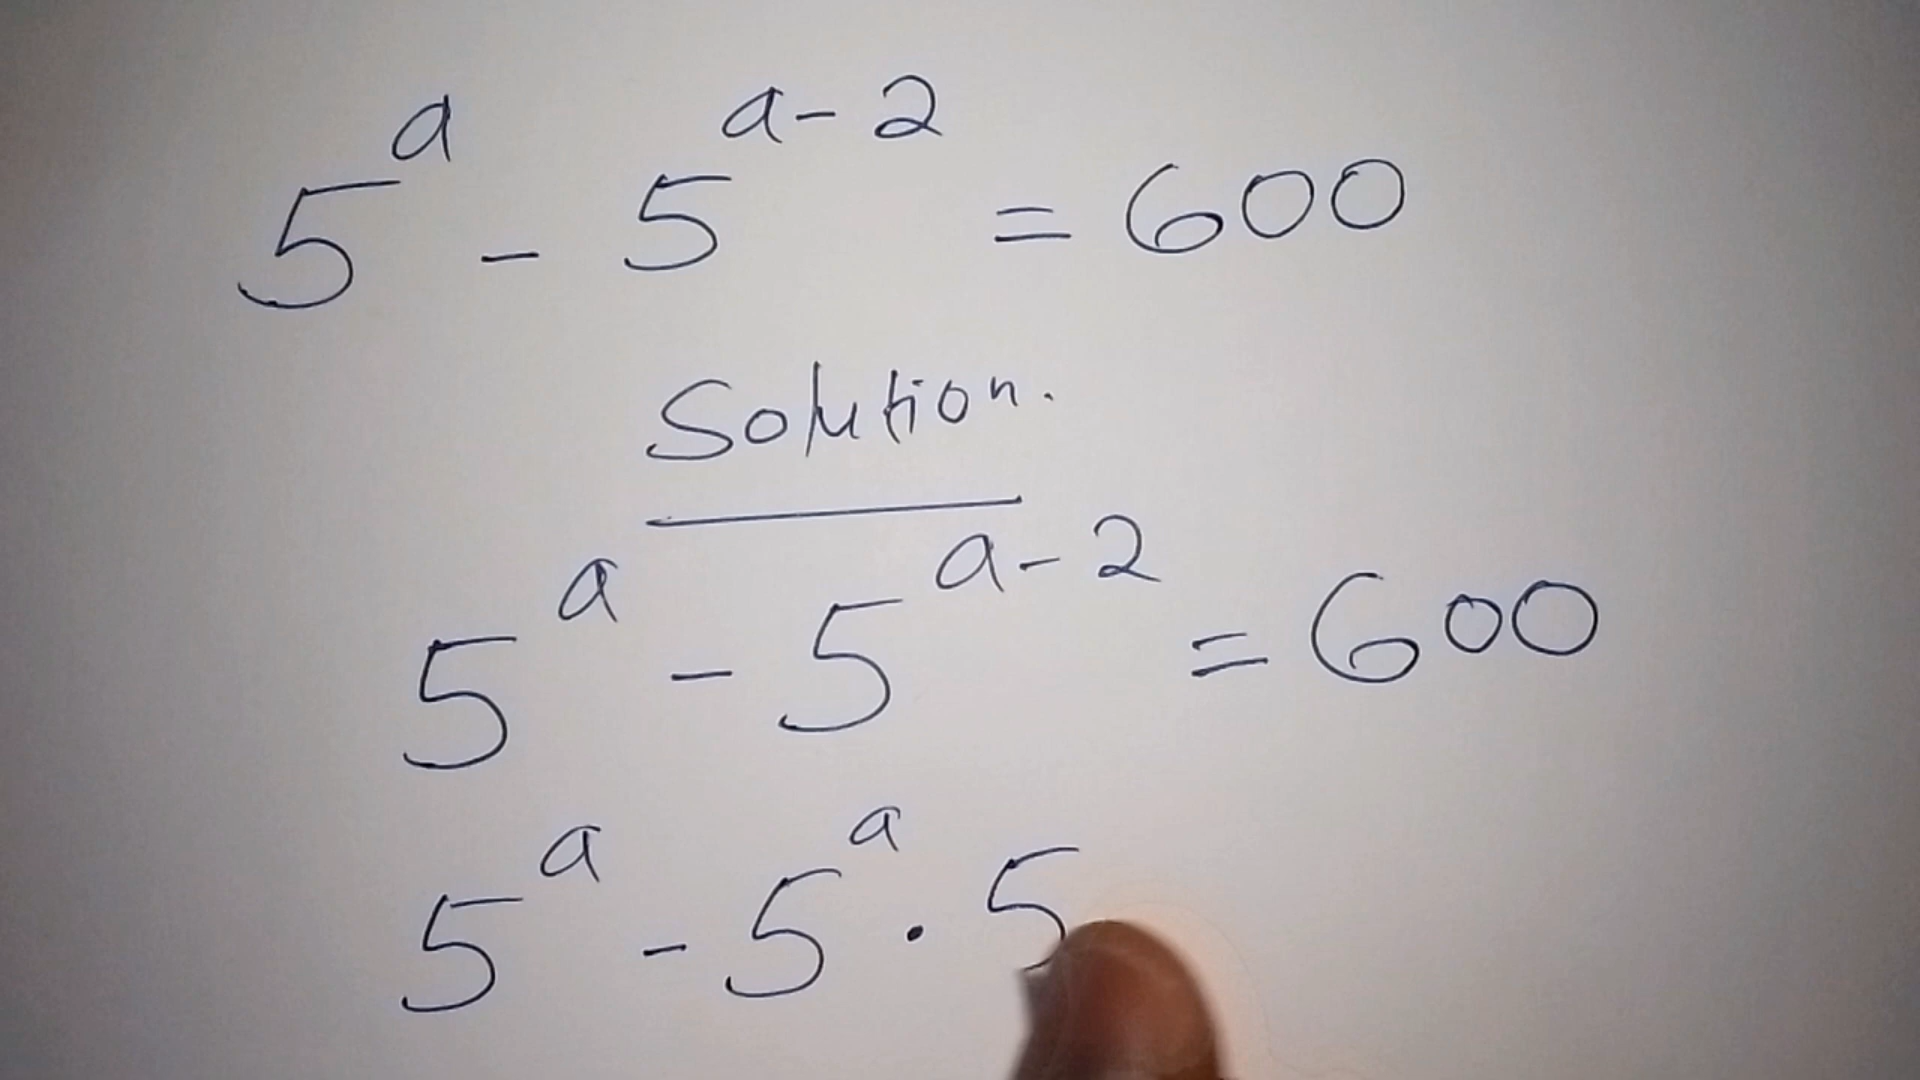 5^a - 5^{a-2} = 600
Solution.
5^a - 5^{a-2} = 600
5^a - 5^a · 5